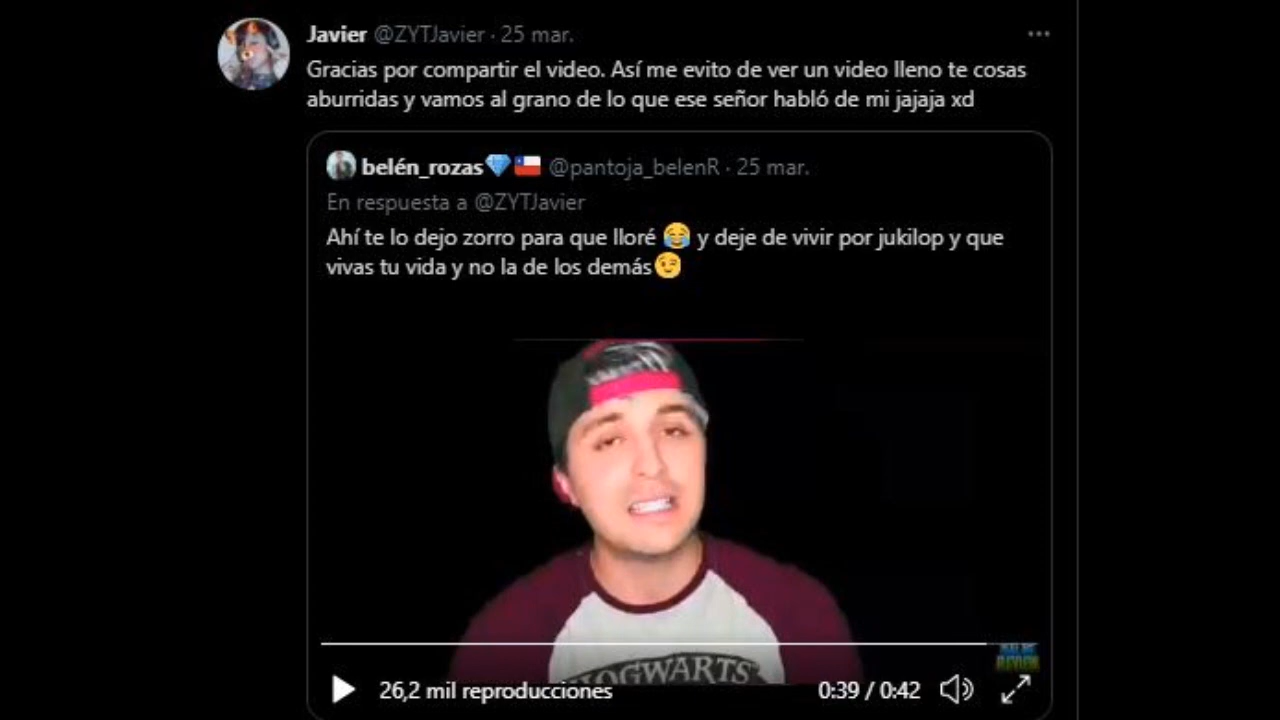 Javier @ZYTJavier · 25 mar.
Gracias por compartir el video. Así me evito de ver un video lleno te cosas
aburridas y vamos al grano de lo que ese señor habló de mi jajaja xd
belén_rozas💎🇨🇱 @pantoja_belenR · 25 mar.
En respuesta a @ZYTJavier
Ahí te lo dejo zorro para que lloré 😂 y deje de vivir por jukilop y que
vivas tu vida y no la de los demás😉
HOGWARTS
26,2 mil reproducciones
0:39 / 0:42